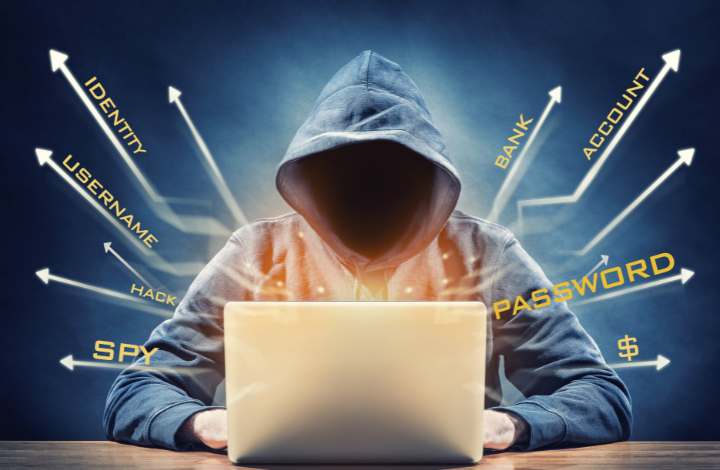 IDENTITY
USERNAME
HACK
SPY
BANK
ACCOUNT
PASSWORD
$